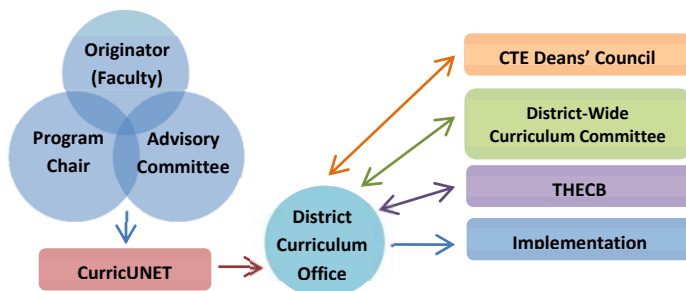 Originator
(Faculty)
Program
Chair
Advisory
Committee
CurricUNET
District
Curriculum
Office
CTE Deans’ Council
District-Wide
Curriculum Committee
THECB
Implementation